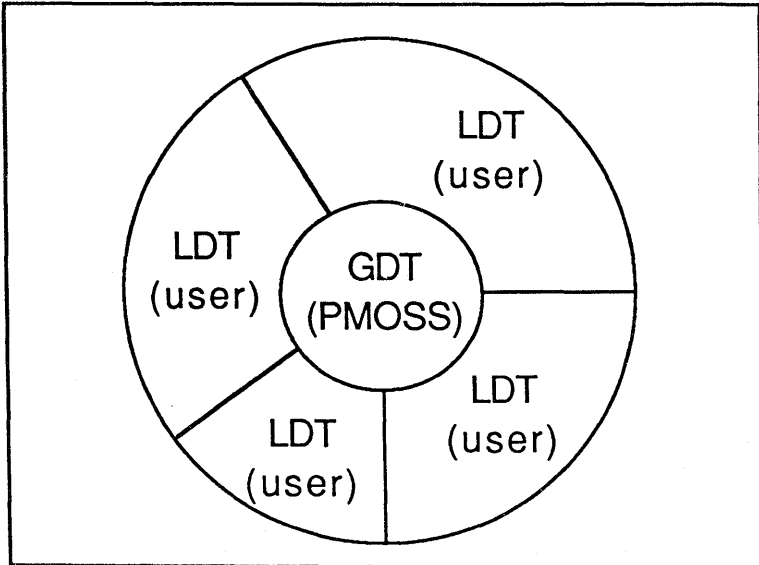 LDT
(user)
LDT
(user)
GDT
(PMOSS)
LDT
(user)
LDT
(user)